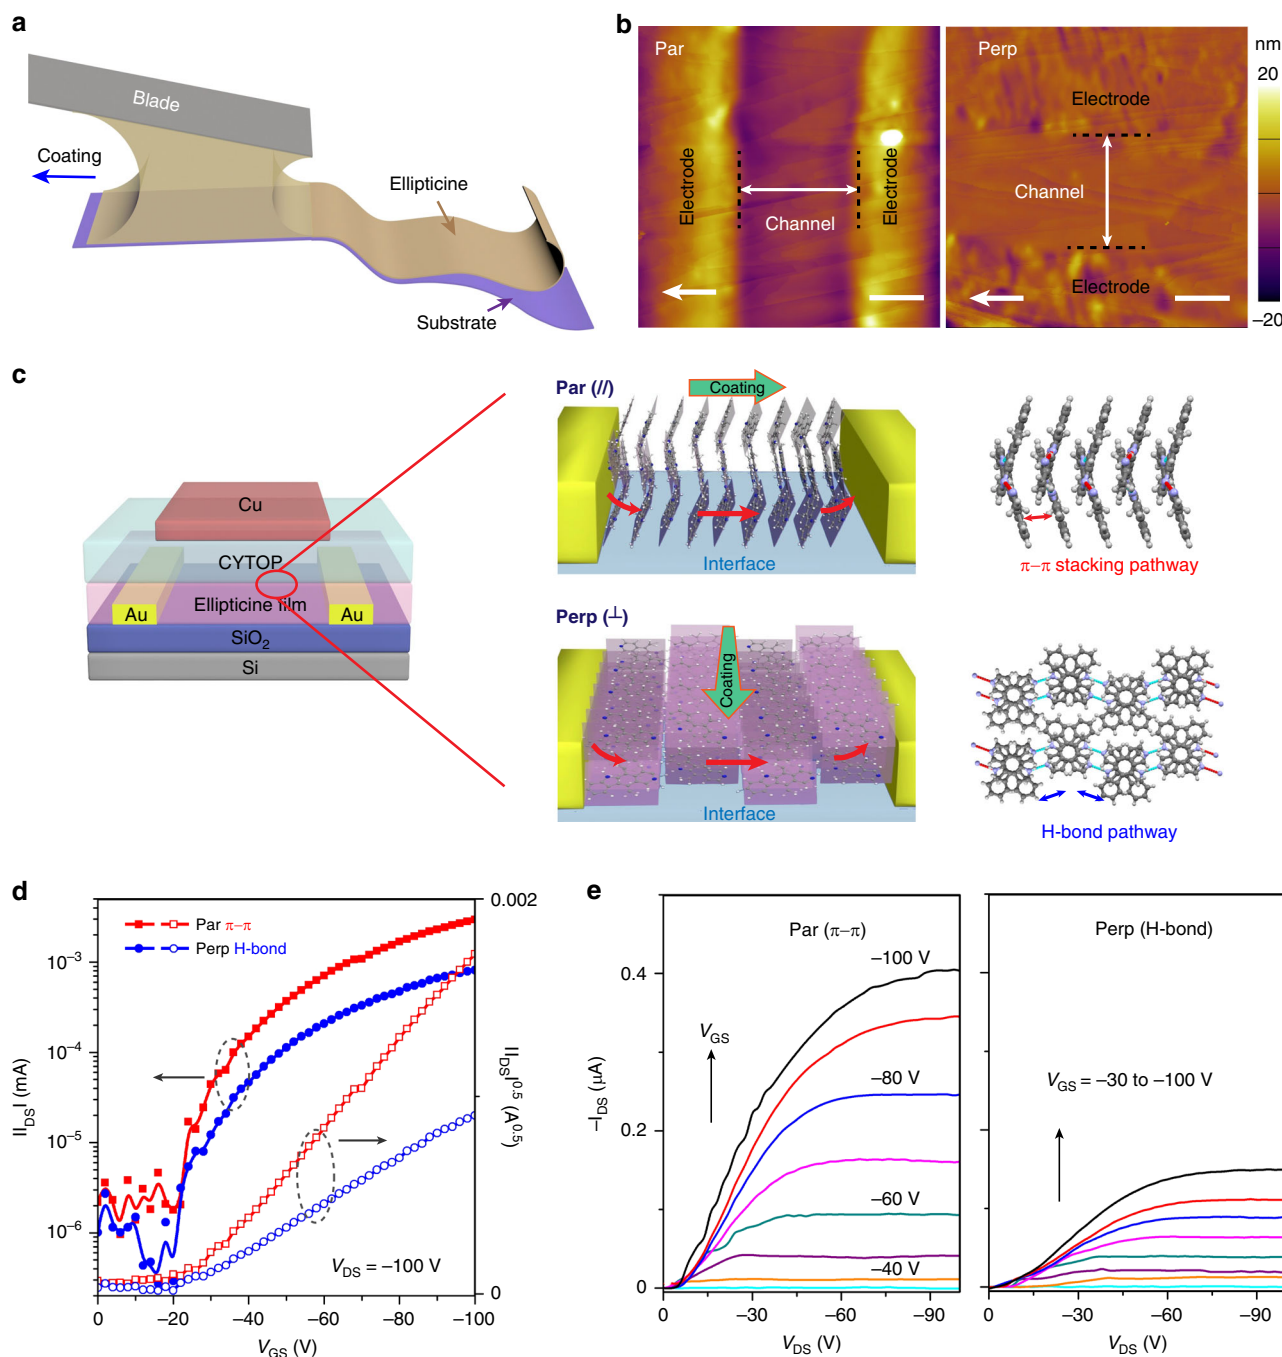 a
Blade
Coating
Ellipticine
Substrate
b
Par
Electrode
Channel
Electrode
Perp
Electrode
Channel
Electrode
nm
20
–20
c
Cu
CYTOP
Ellipticine film
Au
Au
SiO2
Si
Par (//)
Coating
Interface
π–π stacking pathway
Perp (⊥)
Coating
Interface
H-bond pathway
d
Par π–π
Perp H-bond
VDS = –100 V
IIDSI (mA)
10–3
10–4
10–5
10–6
0.002
0
IIDSI0.5 (A0.5)
0 –20 –40 –60 –80 –100
VGS (V)
e
Par (π–π)
–100 V
VGS
–80 V
–60 V
–40 V
–IDS (μA)
0.4
0.2
0
0 –30 –60 –90
VDS (V)
Perp (H-bond)
VGS = –30 to –100 V
0 –30 –60 –90
VDS (V)